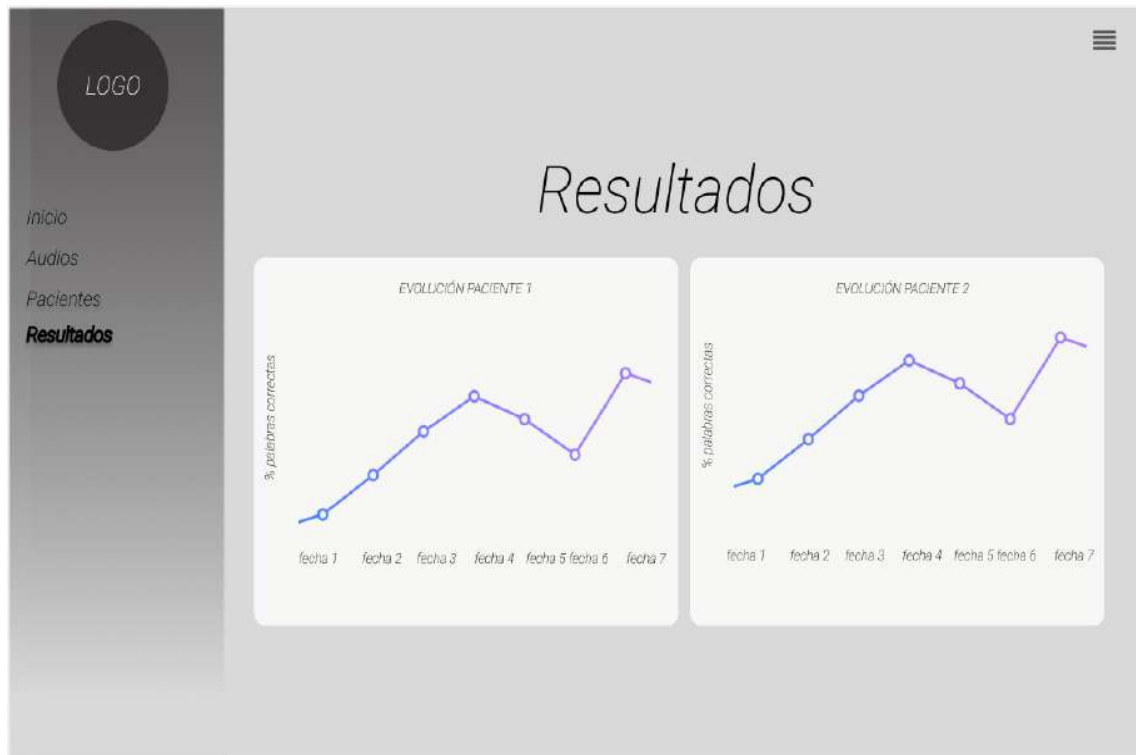 LOGO
Inicio
Audios
Pacientes
Resultados
Resultados
EVOLUCIÓN PACIENTE 1
% palabras correctas
fecha 1 fecha 2 fecha 3 fecha 4 fecha 5 fecha 6 fecha 7
EVOLUCIÓN PACIENTE 2
% palabras correctas
fecha 1 fecha 2 fecha 3 fecha 4 fecha 5 fecha 6 fecha 7